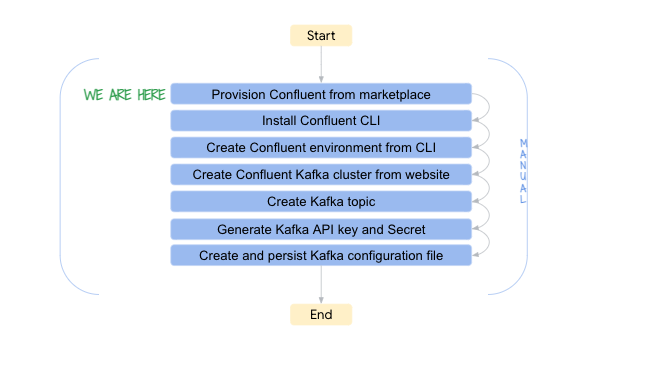 Start
WE ARE HERE
Provision Confluent from marketplace
Install Confluent CLI
Create Confluent environment from CLI
Create Confluent Kafka cluster from website
Create Kafka topic
Generate Kafka API key and Secret
Create and persist Kafka configuration file
MANUAL
End